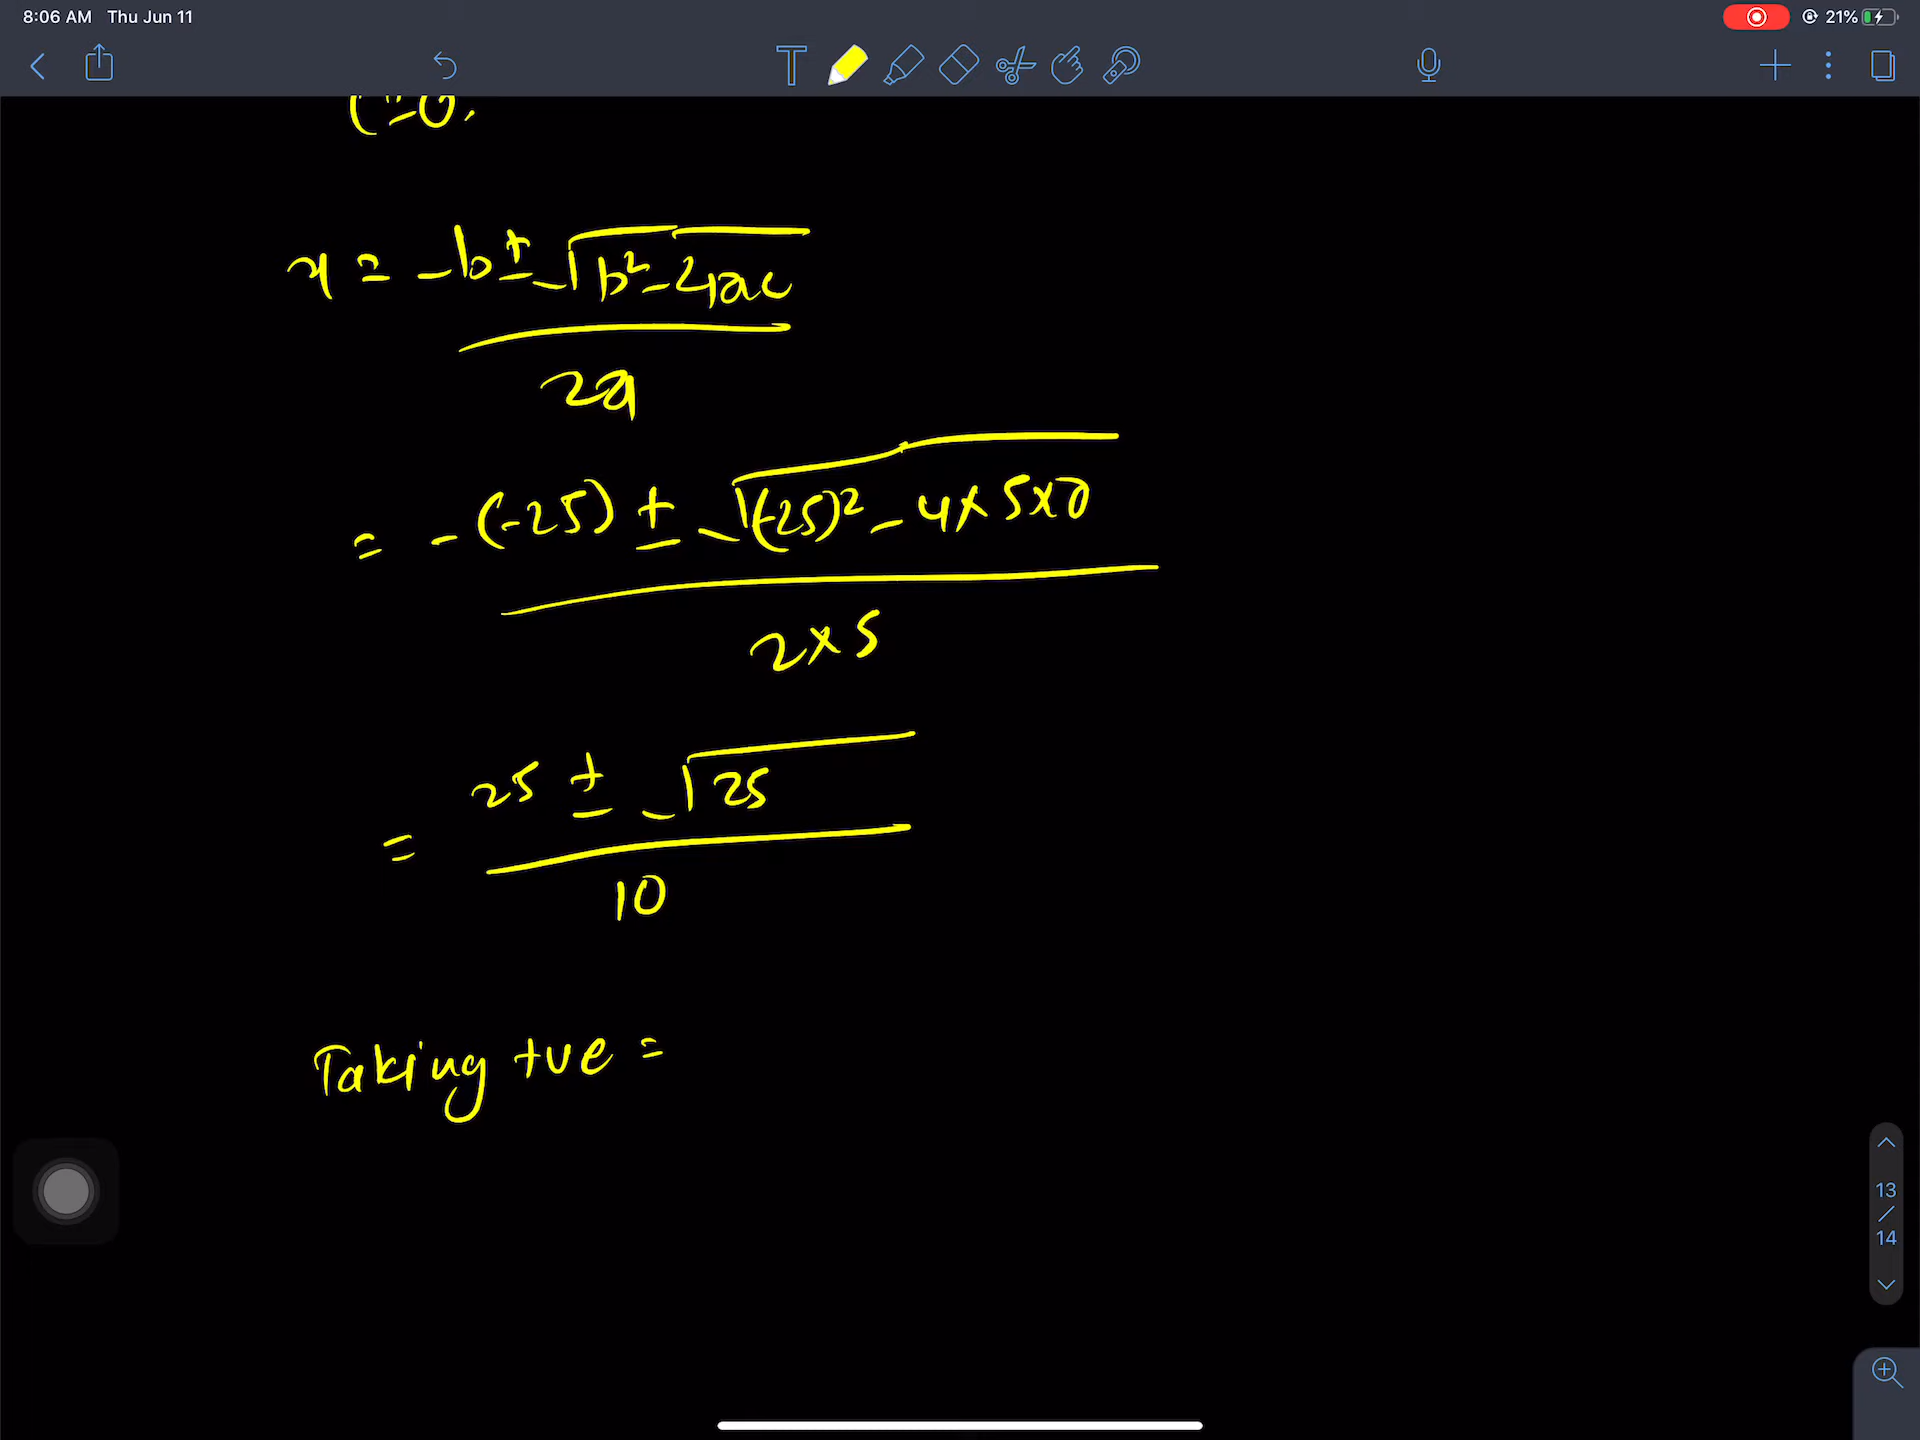 8:06 AM Thu Jun 11
21%
x = -b ± √b² - 4ac
2a
= -(-25) ± √(-25)² - 4 x 5 x 0
2 x 5
= 25 ± √25
10
Taking +ve =
13
/
14